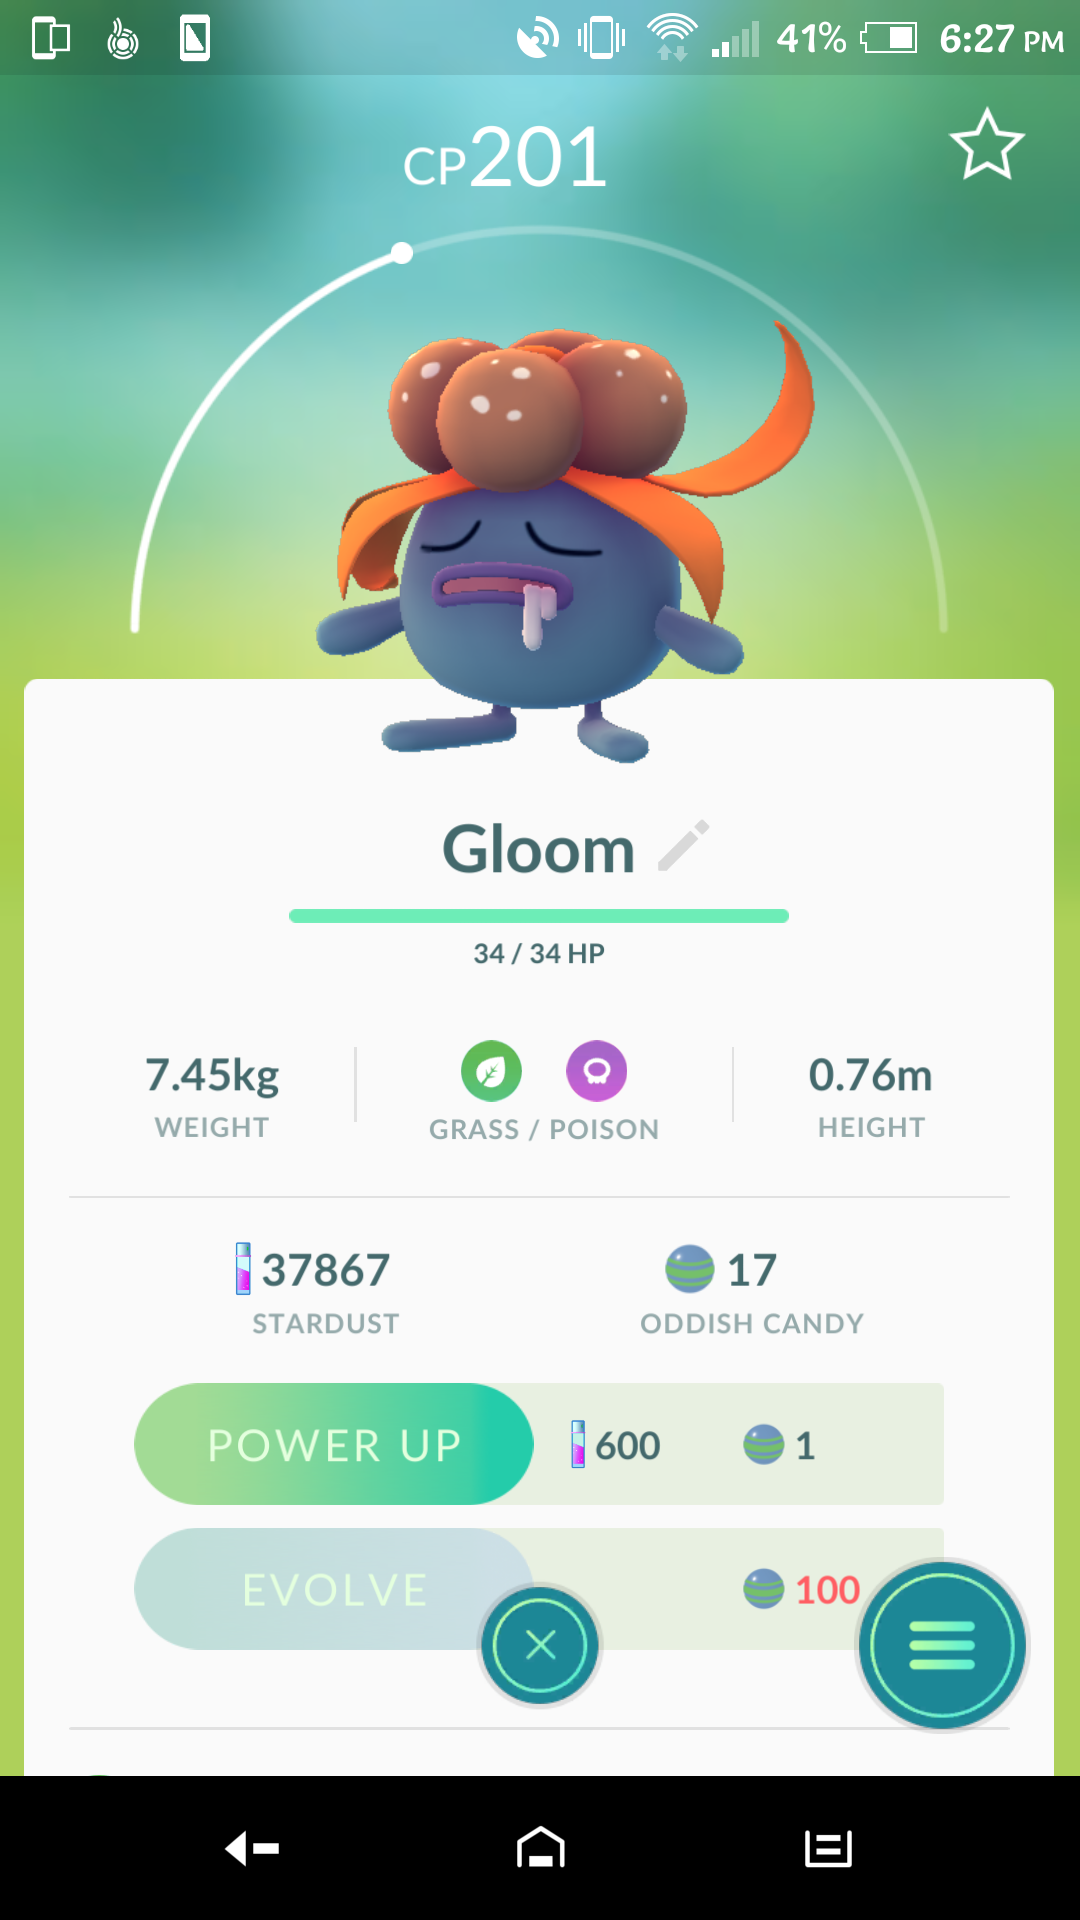 41% 6:27 PM
CP201
Gloom
34 / 34 HP
7.45kg
WEIGHT
GRASS / POISON
0.76m
HEIGHT
37867
STARDUST
17
ODDISH CANDY
POWER UP 600 1
EVOLVE 100